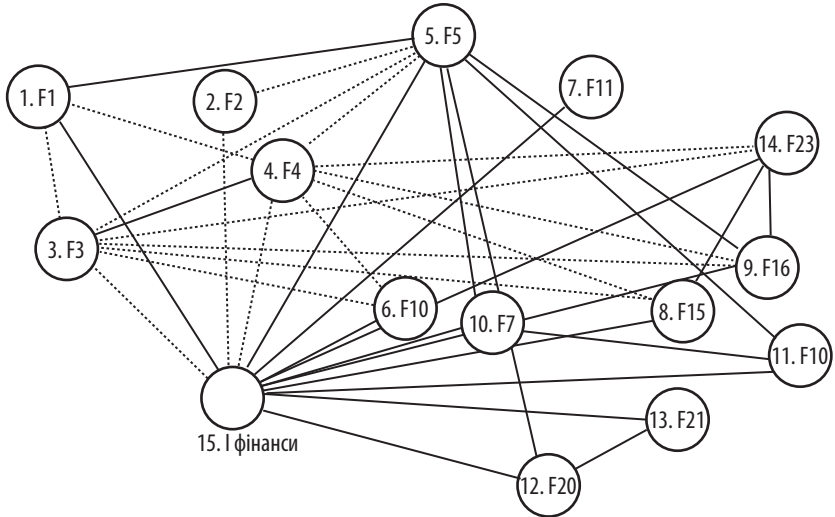 5. F5
1. F1
2. F2
7. F11
14. F23
4. F4
3. F3
9. F16
6. F10
8. F15
10. F7
11. F10
13. F21
15. І фінанси
12. F20